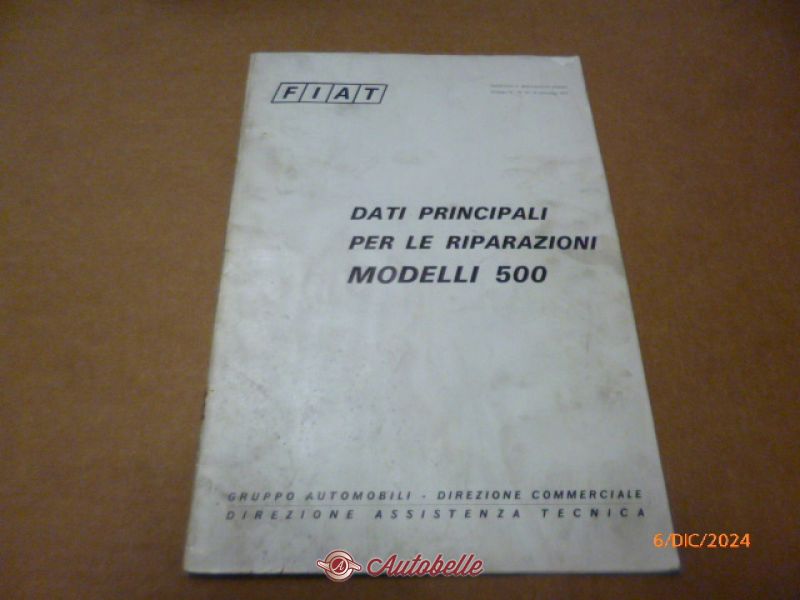 FIAT
DATI PRINCIPALI
PER LE RIPARAZIONI
MODELLI 500
GRUPPO AUTOMOBILI - DIREZIONE COMMERCIALE
DIREZIONE ASSISTENZA TECNICA
6/DIC/2024
A Autobelle